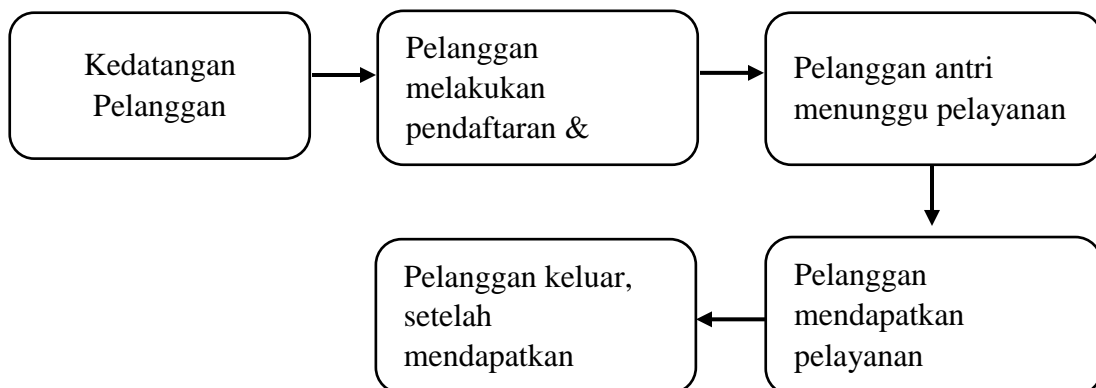 Kedatangan
Pelanggan
Pelanggan
melakukan
pendaftaran &
Pelanggan antri
menunggu pelayanan
Pelanggan
mendapatkan
pelayanan
Pelanggan keluar,
setelah
mendapatkan